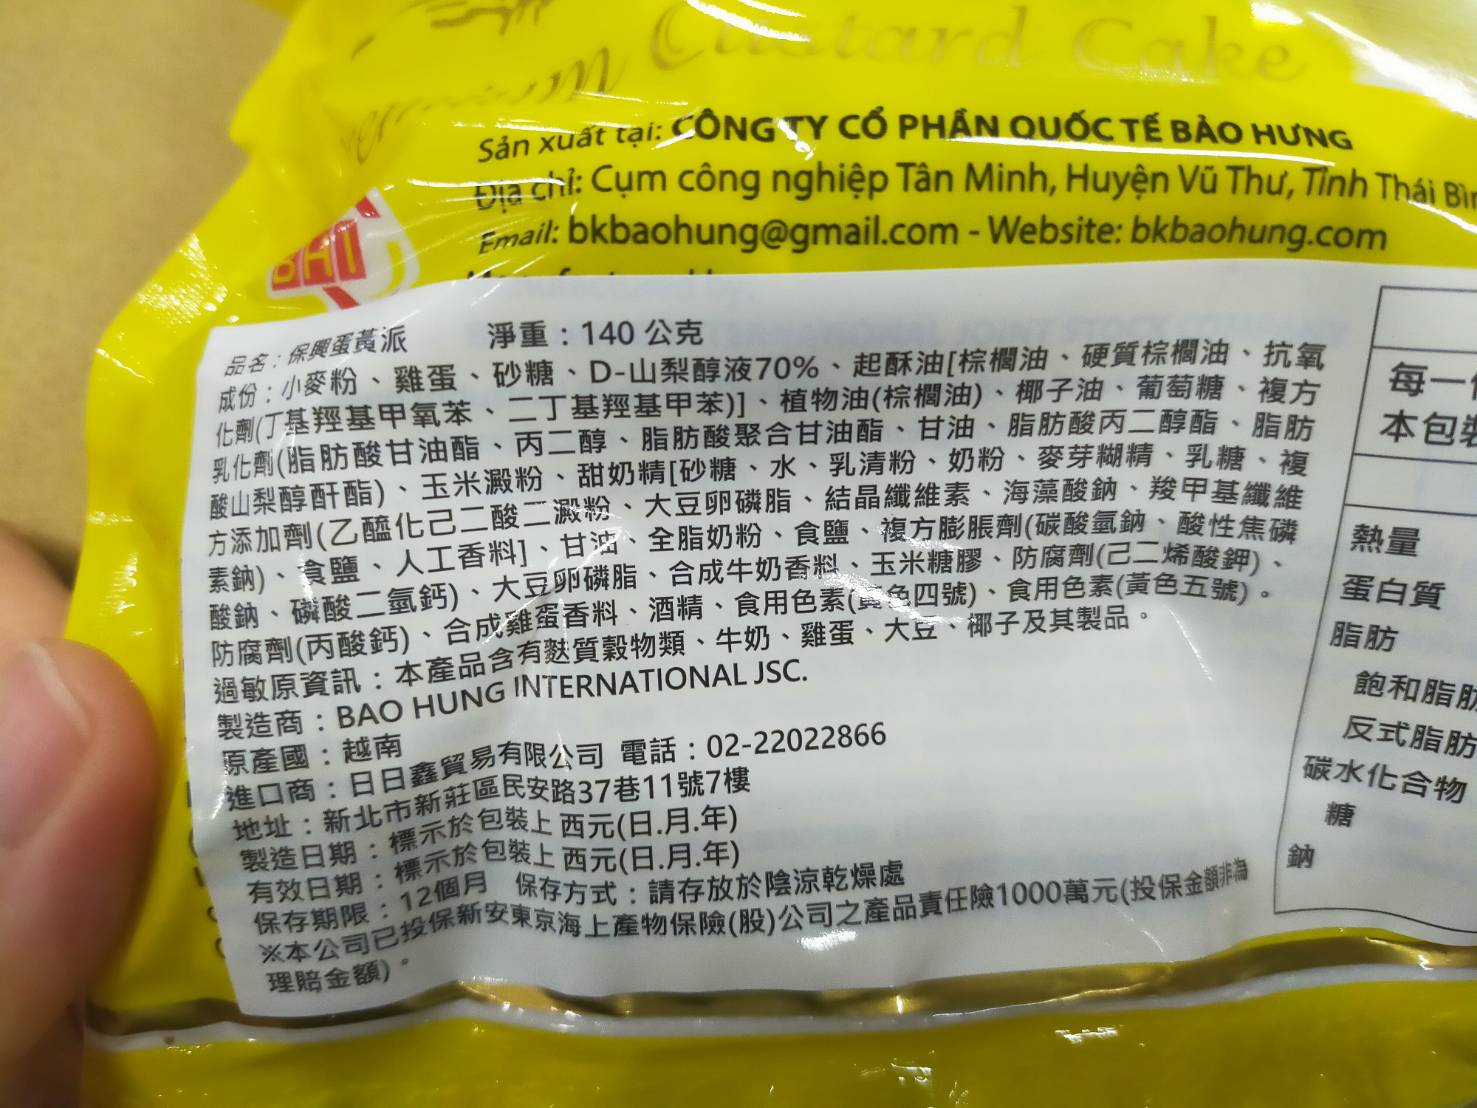 Premium Custard Cake
Sản xuất tại: CÔNG TY CỔ PHẦN QUỐC TẾ BẢO HƯNG
Địa chỉ: Cụm công nghiệp Tân Minh, Huyện Vũ Thư, Tỉnh Thái
Email: bkbaohung@gmail.com - Website: bkbaohung.com
BHI
品名：保興蛋黃派 淨重：140 公克
成份：小麥粉、雞蛋、砂糖、D-山梨醇液70%、起酥油[棕櫚油、硬質棕櫚油、抗氧
化劑(丁基羥基甲氧苯、二丁基羥基甲苯)]、植物油(棕櫚油)、椰子油、葡萄糖、複方
乳化劑(脂肪酸甘油酯、丙二醇、脂肪酸聚合甘油酯、甘油、脂肪酸丙二醇酯、脂肪
酸山梨醇酐酯)、玉米澱粉、甜奶精[砂糖、水、乳清粉、奶粉、麥芽糊精、乳糖、複
方添加劑(乙醯化己二酸二澱粉、大豆卵磷脂、結晶纖維素、海藻酸鈉、羧甲基纖維
素鈉)、食鹽、人工香料]、甘油、全脂奶粉、食鹽、複方膨脹劑(碳酸氫鈉、酸性焦磷
酸鈉、磷酸二氫鈣)、大豆卵磷脂、合成牛奶香料、玉米糖膠、防腐劑(己二烯酸鉀)、
防腐劑(丙酸鈣)、合成雞蛋香料、酒精、食用色素(黃色四號)、食用色素(黃色五號)。
過敏原資訊：本產品含有麩質穀物類、牛奶、雞蛋、大豆、椰子及其製品。
製造商：BAO HUNG INTERNATIONAL JSC.
原產國：越南
進口商：日日鑫貿易有限公司 電話：02-22022866
地址：新北市新莊區民安路37巷11號7樓
製造日期：標示於包裝上 西元(日.月.年)
有效日期：標示於包裝上 西元(日.月.年)
保存期限：12個月 保存方式：請存放於陰涼乾燥處
※本公司已投保新安東京海上產物保險(股)公司之產品責任險1000萬元(投保金額非為
理賠金額)。
每一
本包裝
熱量
蛋白質
脂肪
飽和脂肪
反式脂肪
碳水化合物
糖
鈉